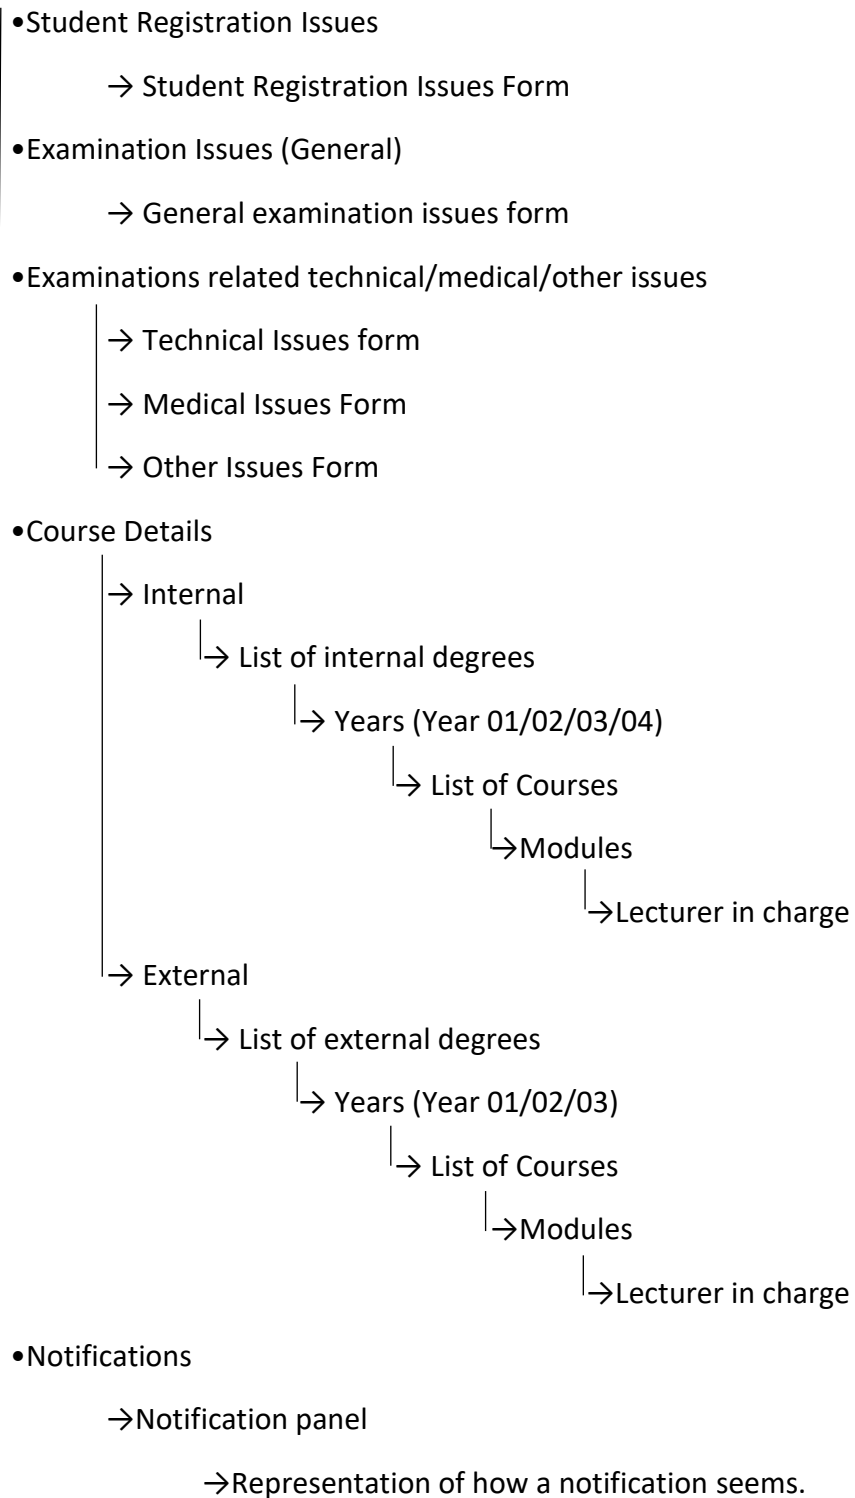 •Student Registration Issues
→ Student Registration Issues Form
•Examination Issues (General)
→ General examination issues form
•Examinations related technical/medical/other issues
→ Technical Issues form
→ Medical Issues Form
→ Other Issues Form
•Course Details
→ Internal
→ List of internal degrees
→ Years (Year 01/02/03/04)
→ List of Courses
→Modules
→Lecturer in charge
→ External
→ List of external degrees
→ Years (Year 01/02/03)
→ List of Courses
→Modules
→Lecturer in charge
•Notifications
→Notification panel
→Representation of how a notification seems.